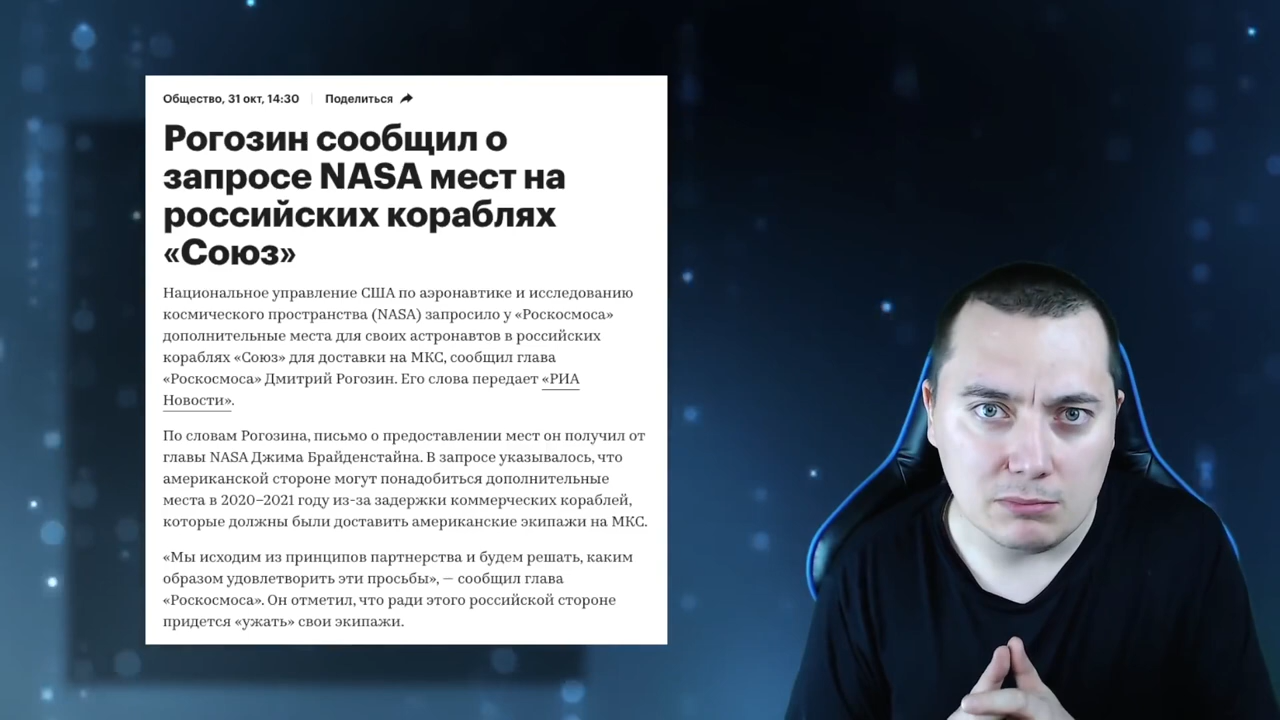 Общество, 31 окт, 14:30
Поделиться
Рогозин сообщил о
запросе NASA мест на
российских кораблях
«Союз»
Национальное управление США по аэронавтике и исследованию
космического пространства (NASA) запросило у «Роскосмоса»
дополнительные места для своих астронавтов в российских
кораблях «Союз» для доставки на МКС, сообщил глава
«Роскосмоса» Дмитрий Рогозин. Его слова передает «РИА
Новости».
По словам Рогозина, письмо о предоставлении мест он получил от
главы NASA Джима Брайденстайна. В запросе указывалось, что
американской стороне могут понадобиться дополнительные
места в 2020–2021 году из-за задержки коммерческих кораблей,
которые должны были доставить американские экипажи на МКС.
«Мы исходим из принципов партнерства и будем решать, каким
образом удовлетворить эти просьбы», — сообщил глава
«Роскосмоса». Он отметил, что ради этого российской стороне
придется «ужать» свои экипажи.